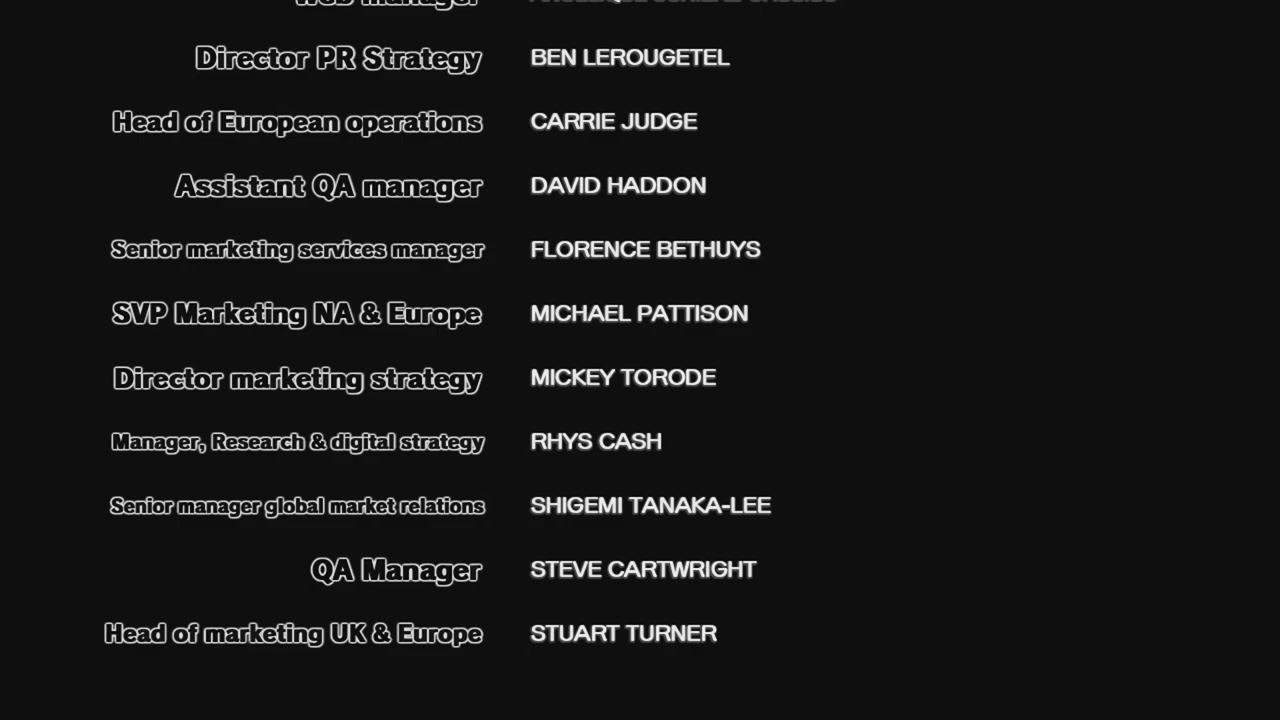 Web manager
Director PR Strategy BEN LEROUGETEL
Head of European operations CARRIE JUDGE
Assistant QA manager DAVID HADDON
Senior marketing services manager FLORENCE BETHUYS
SVP Marketing NA & Europe MICHAEL PATTISON
Director marketing strategy MICKEY TORODE
Manager, Research & digital strategy RHYS CASH
Senior manager global market relations SHIGEMI TANAKA-LEE
QA Manager STEVE CARTWRIGHT
Head of marketing UK & Europe STUART TURNER